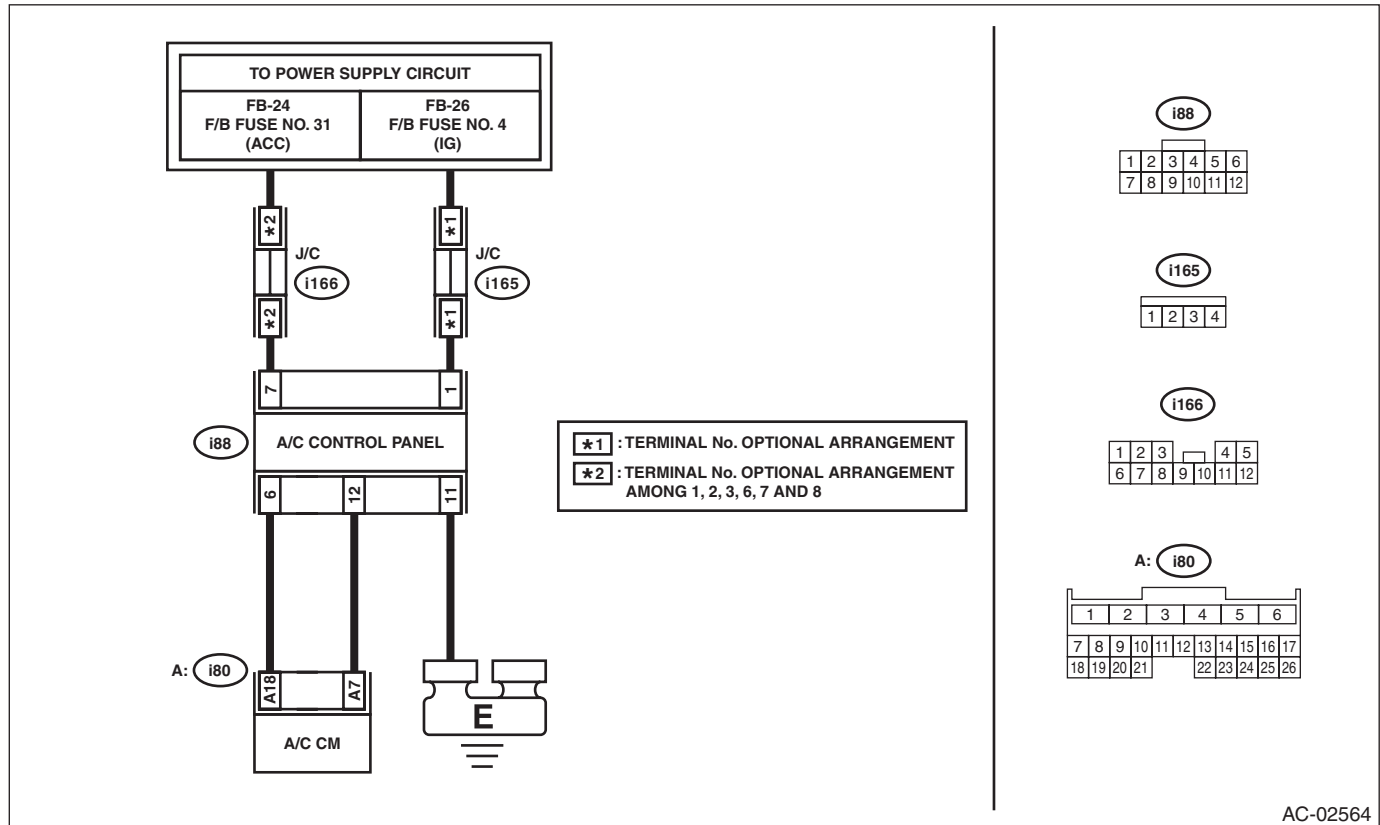 TO POWER SUPPLY CIRCUIT
FB-24
F/B FUSE NO. 31
(ACC)
FB-26
F/B FUSE NO. 4
(IG)
*2
*1
J/C
i166
J/C
i165
*2
*1
7
1
i88
A/C CONTROL PANEL
6
12
11
*1 : TERMINAL No. OPTIONAL ARRANGEMENT
*2 : TERMINAL No. OPTIONAL ARRANGEMENT
AMONG 1, 2, 3, 6, 7 AND 8
A: i80
A18
A7
A/C CM
E
i88
1 2 3 4 5 6
7 8 9 10 11 12
i165
1 2 3 4
i166
1 2 3 4 5
6 7 8 9 10 11 12
A: i80
1 2 3 4 5 6
7 8 9 10 11 12 13 14 15 16 17
18 19 20 21 22 23 24 25 26
AC-02564